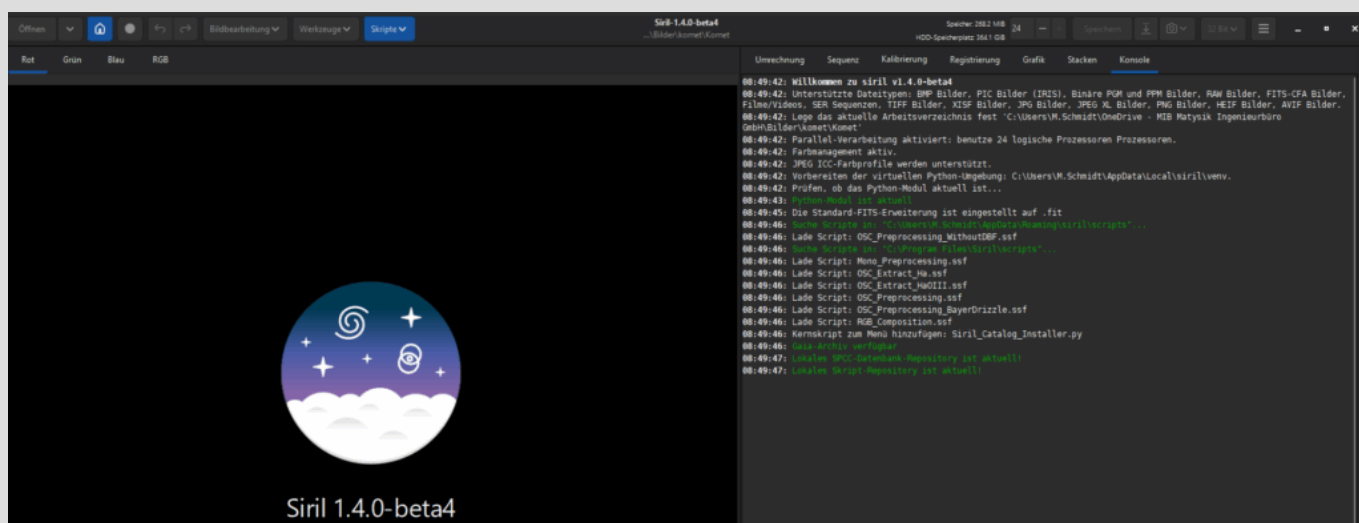 Siril-1.4.0-beta4
Öffnen Bildbearbeitung Werkzeuge Skripte ...\Bilder\komet\Komet Speicher: 268.2 MiB
HDD-Speicherplatz: 364.1 GiB 24 Speichern 32 Bit
Rot Grün Blau RGB
Umrechnung Sequenz Kalibrierung Registrierung Grafik Stacken Konsole
08:49:42: Willkommen zu siril v1.4.0-beta4
08:49:42: Unterstützte Dateitypen: BMP Bilder, PIC Bilder (IRIS), Binäre PGM und PPM Bilder, RAW Bilder, FITS-CFA Bilder,
Filme/Videos, SER Sequenzen, TIFF Bilder, XISF Bilder, JPG Bilder, JPEG XL Bilder, PNG Bilder, HEIF Bilder, AVIF Bilder.
08:49:42: Lege das aktuelle Arbeitsverzeichnis fest 'C:\Users\M.Schmidt\OneDrive - MIB Matysik Ingenieurbüro
GmbH\Bilder\komet\Komet'
08:49:42: Parallel-Verarbeitung aktiviert: benutze 24 logische Prozessoren Prozessoren.
08:49:42: Farbmanagement aktiv.
08:49:42: JPEG ICC-Farbprofile werden unterstützt.
08:49:42: Vorbereiten der virtuellen Python-Umgebung: C:\Users\M.Schmidt\AppData\Local\siril\venv.
08:49:42: Prüfen, ob das Python-Modul aktuell ist...
08:49:43: Python-Modul ist aktuell
08:49:45: Die Standard-FITS-Erweiterung ist eingestellt auf .fit
08:49:46: Suche Scripte in: "C:\Users\M.Schmidt\AppData\Roaming\siril\scripts"...
08:49:46: Lade Script: OSC_Preprocessing_WithoutDBF.ssf
08:49:46: Suche Scripte in: "C:\Program Files\Siril\scripts"...
08:49:46: Lade Script: Mono_Preprocessing.ssf
08:49:46: Lade Script: OSC_Extract_Ha.ssf
08:49:46: Lade Script: OSC_Extract_HaOIII.ssf
08:49:46: Lade Script: OSC_Preprocessing.ssf
08:49:46: Lade Script: OSC_Preprocessing_BayerDrizzle.ssf
08:49:46: Lade Script: RGB_Composition.ssf
08:49:46: Kernskript zum Menü hinzufügen: Siril_Catalog_Installer.py
08:49:46: Gaia-Archiv verfügbar
08:49:47: Lokales SPCC-Datenbank-Repository ist aktuell!
08:49:47: Lokales Skript-Repository ist aktuell!
Siril 1.4.0-beta4